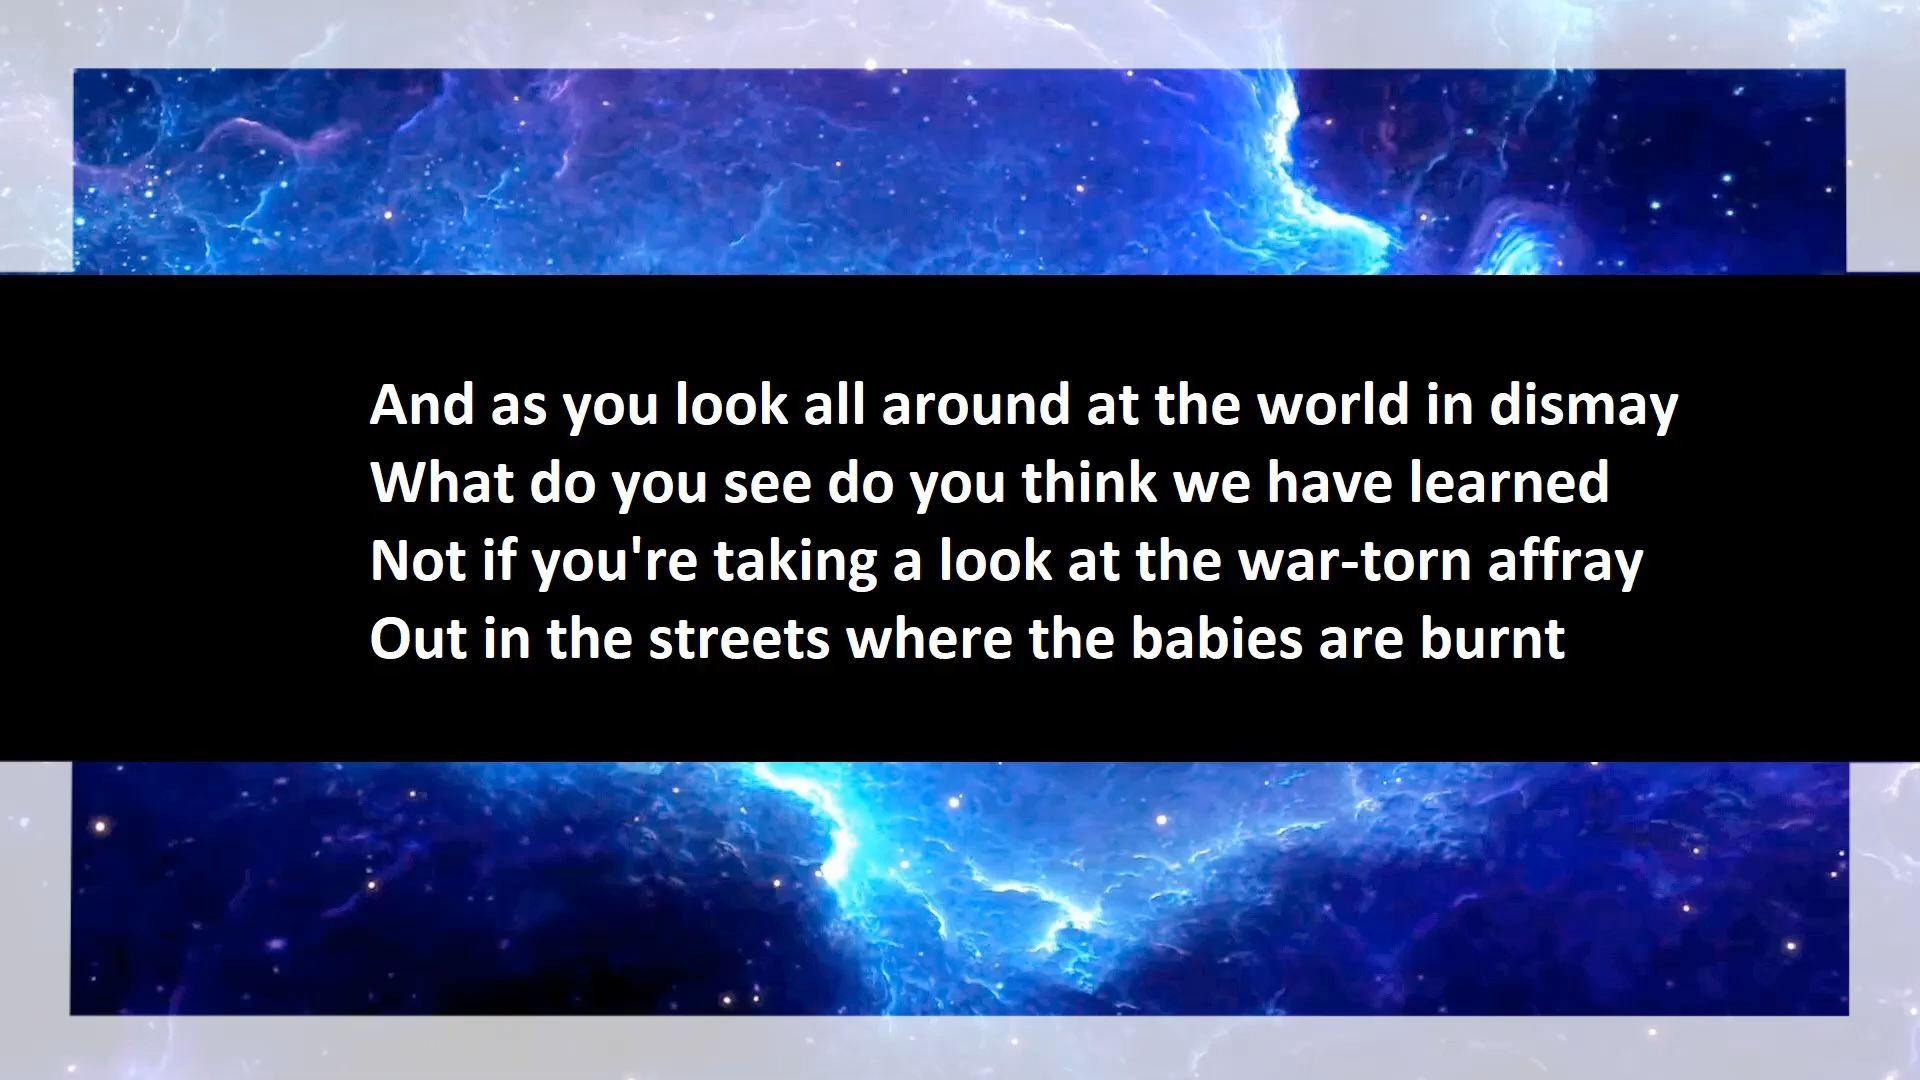 And as you look all around at the world in dismay
What do you see do you think we have learned
Not if you're taking a look at the war-torn affray
Out in the streets where the babies are burnt